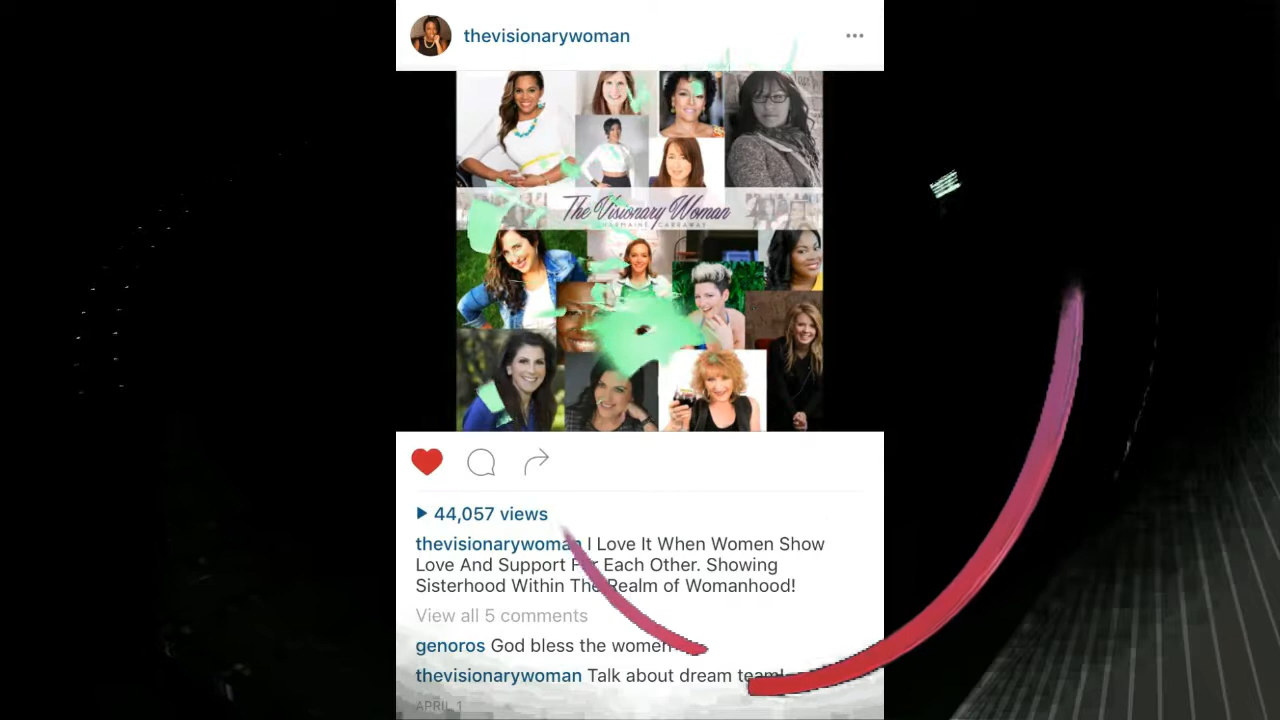 thevisionarywoman
The Visionary Woman
CHARMAINE CARRAWAY
44,057 views
thevisionarywoman I Love It When Women Show
Love And Support For Each Other. Showing
Sisterhood Within The Realm of Womanhood!
View all 5 comments
genoros God bless the women
thevisionarywoman Talk about dream team!
APRIL 1